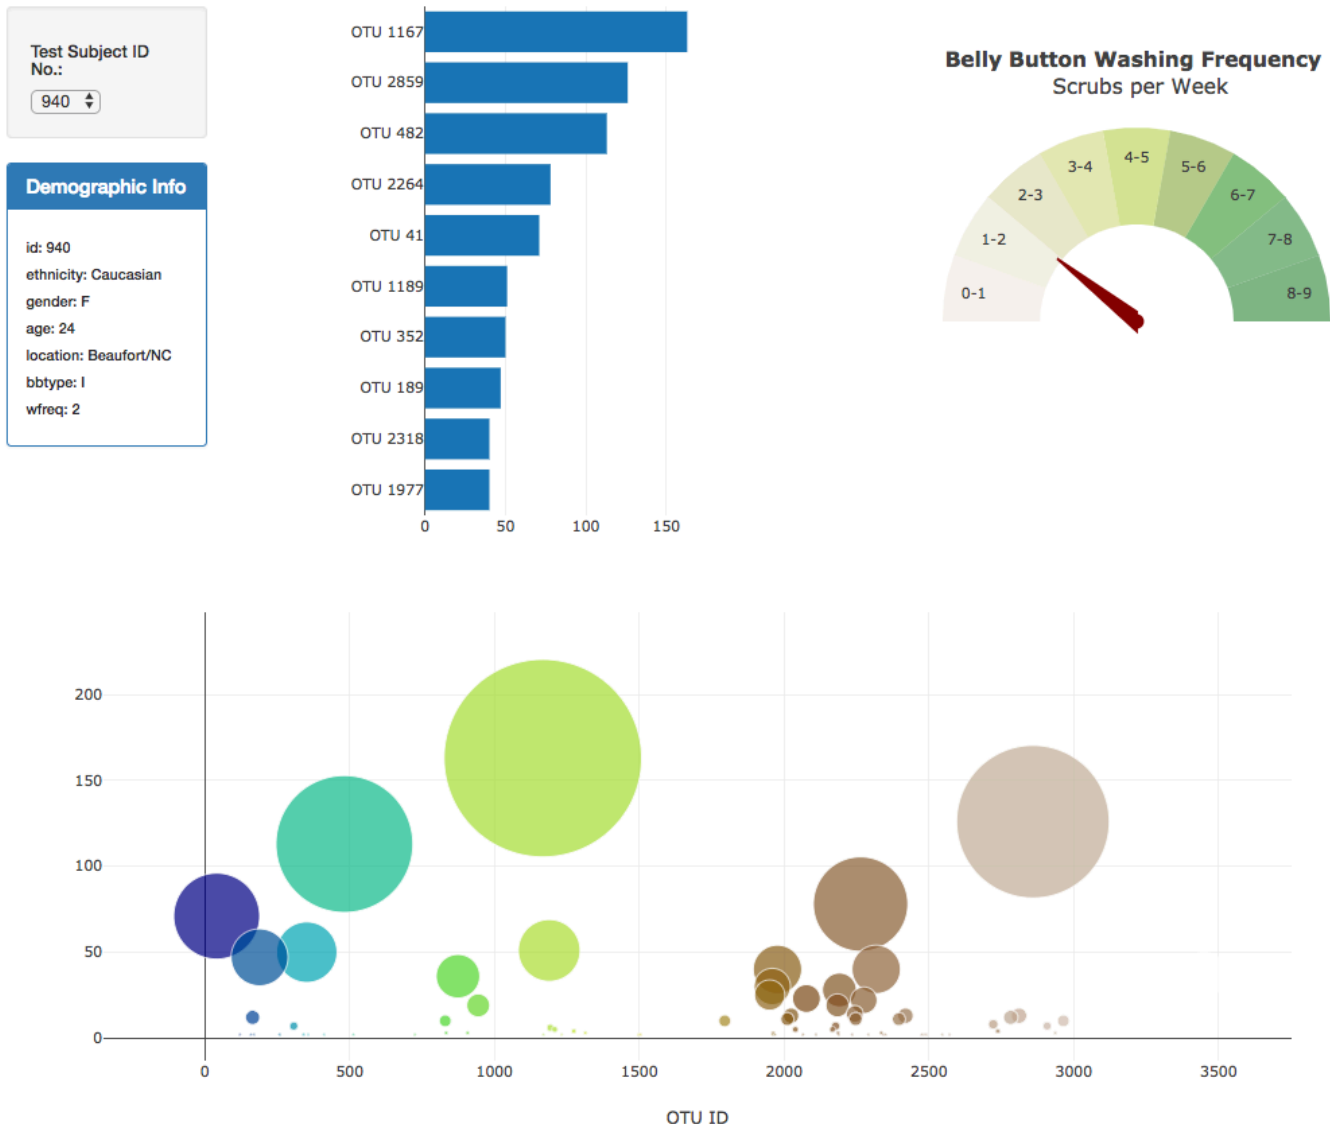 Test Subject ID
No.:
940
Demographic Info
id: 940
ethnicity: Caucasian
gender: F
age: 24
location: Beaufort/NC
bbtype: I
wfreq: 2
OTU 1167
OTU 2859
OTU 482
OTU 2264
OTU 41
OTU 1189
OTU 352
OTU 189
OTU 2318
OTU 1977
0 50 100 150
Belly Button Washing Frequency
Scrubs per Week
0-1
1-2
2-3
3-4
4-5
5-6
6-7
7-8
8-9
200
150
100
50
0
0 500 1000 1500 2000 2500 3000 3500
OTU ID